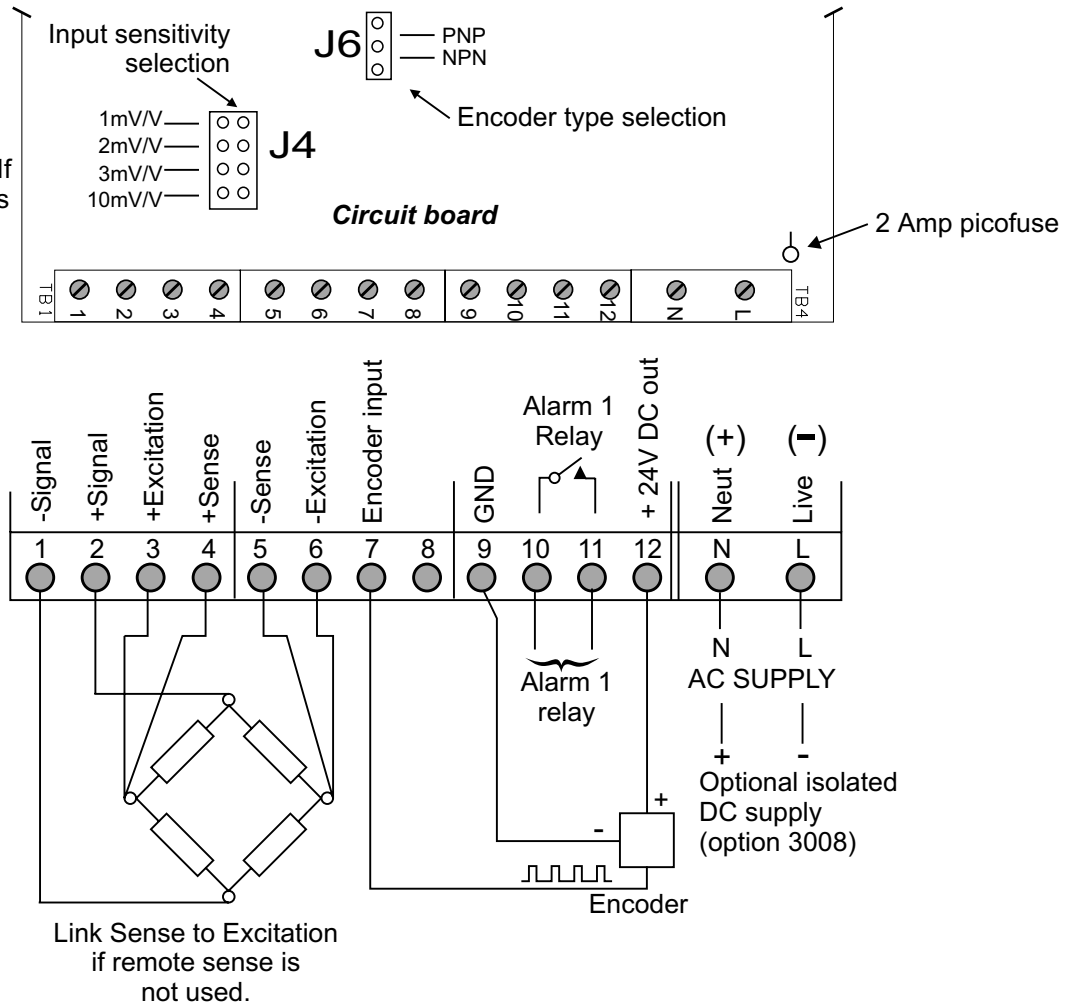 Input sensitivity
selection
J6
PNP
NPN
Encoder type selection
1mV/V
2mV/V
3mV/V
10mV/V
J4
If
s
Circuit board
2 Amp picofuse
TB1
1 2 3 4 5 6 7 8 9 10 11 12 N L
TB4
-Signal
+Signal
+Excitation
+Sense
-Sense
-Excitation
Encoder input
GND
Alarm 1
Relay
+ 24V DC out
(+)
Neut
(-)
Live
1 2 3 4 5 6 7 8 9 10 11 12 N L
Alarm 1
relay
N L
AC SUPPLY
+ -
Optional isolated
DC supply
(option 3008)
+
-
Encoder
Link Sense to Excitation
if remote sense is
not used.